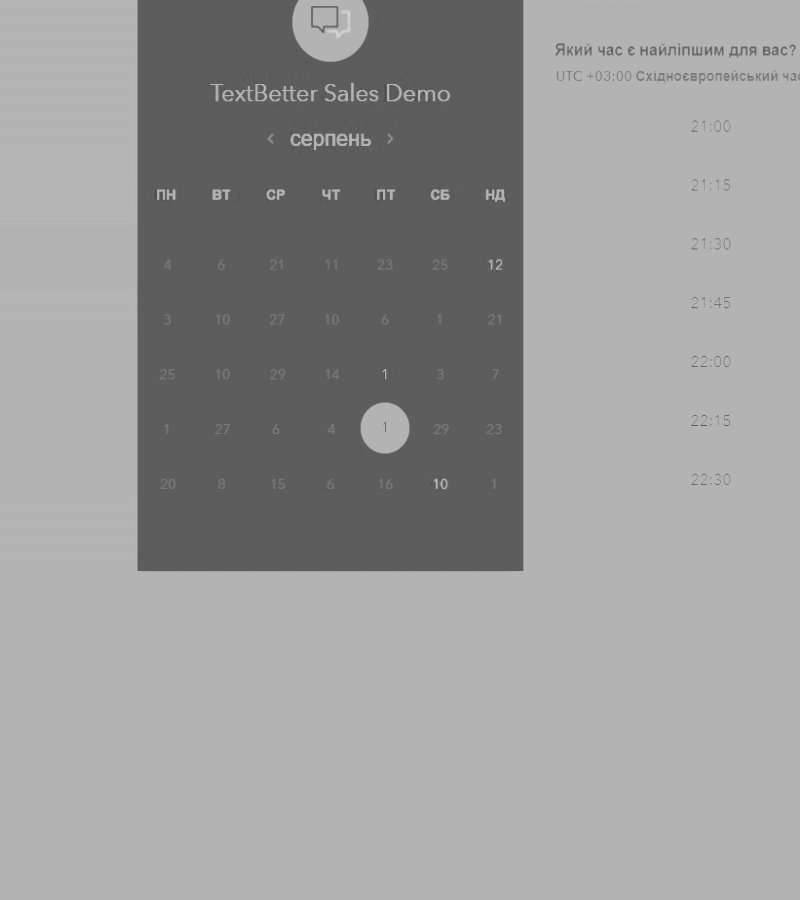 TextBetter Sales Demo
‹ серпень ›
ПН ВТ СР ЧТ ПТ СБ НД
4 6 21 11 23 25 12
3 10 27 10 6 1 21
25 10 29 14 1 3 7
1 27 6 4 1 29 23
20 8 15 6 16 10 1
Який час є найліпшим для вас?
UTC +03:00 Східноєвропейський
21:00
21:15
21:30
21:45
22:00
22:15
22:30